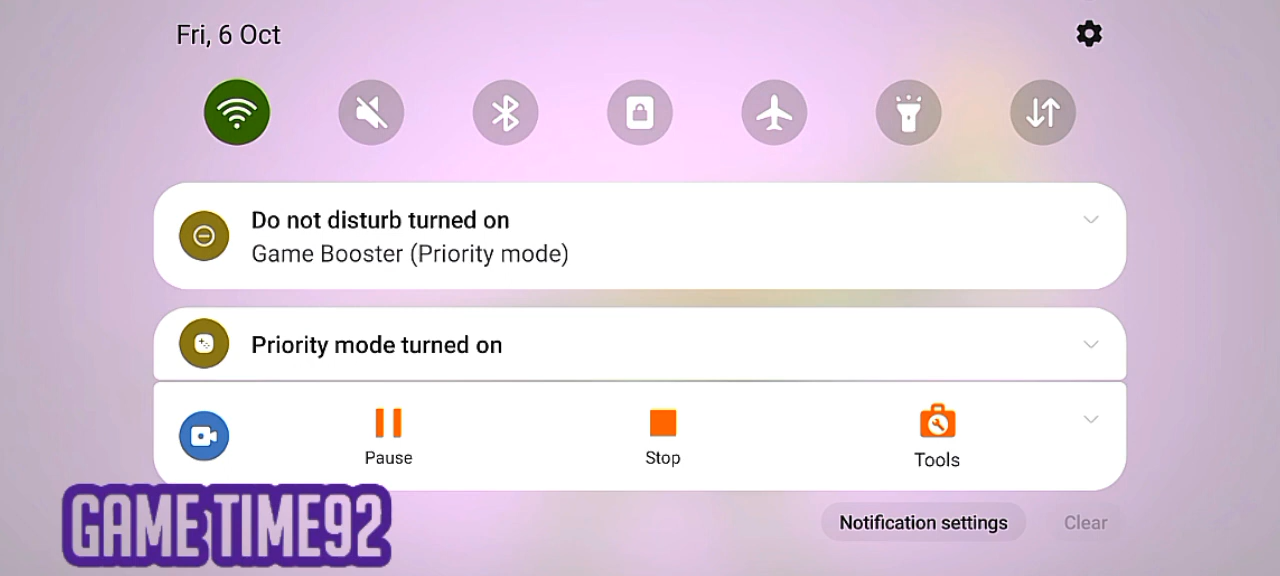 Fri, 6 Oct
Do not disturb turned on
Game Booster (Priority mode)
Priority mode turned on
Pause
Stop
Tools
GAME TIME92
Notification settings
Clear